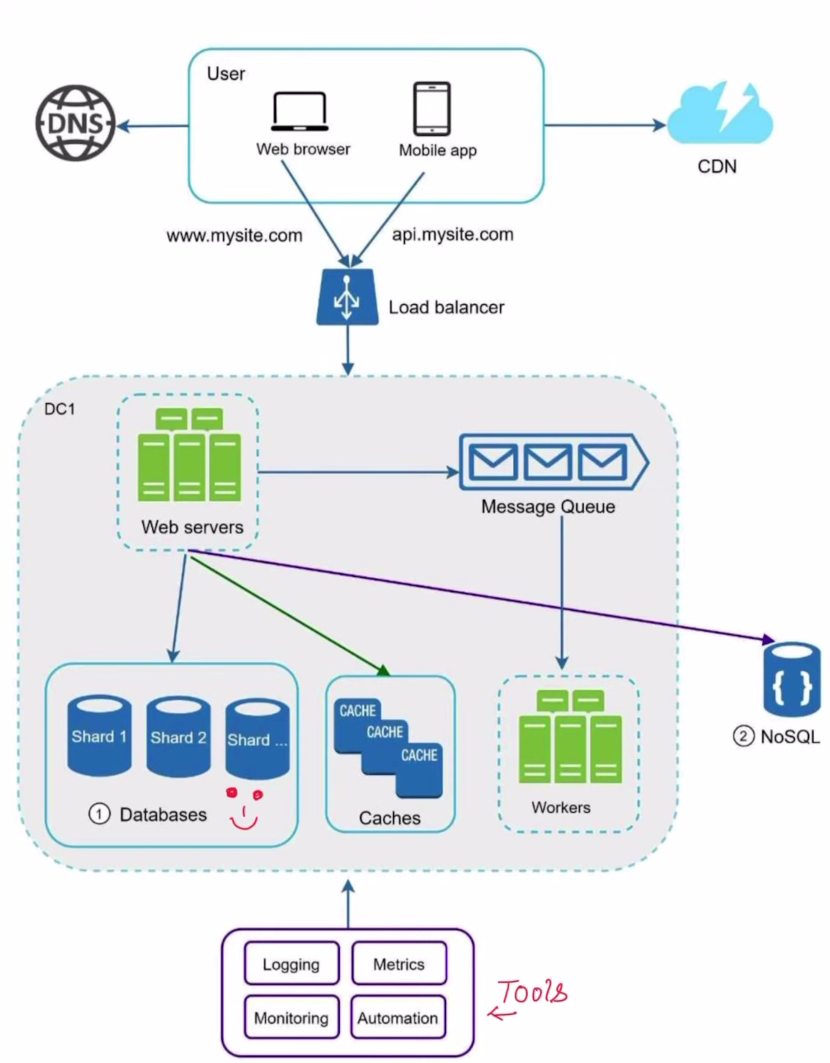 User
DNS
Web browser
Mobile app
CDN
www.mysite.com
api.mysite.com
Load balancer
DC1
Web servers
Message Queue
Shard 1
Shard 2
Shard ...
1 Databases
CACHE
CACHE
CACHE
Caches
Workers
{ }
2 NoSQL
Logging
Metrics
Monitoring
Automation
Tools